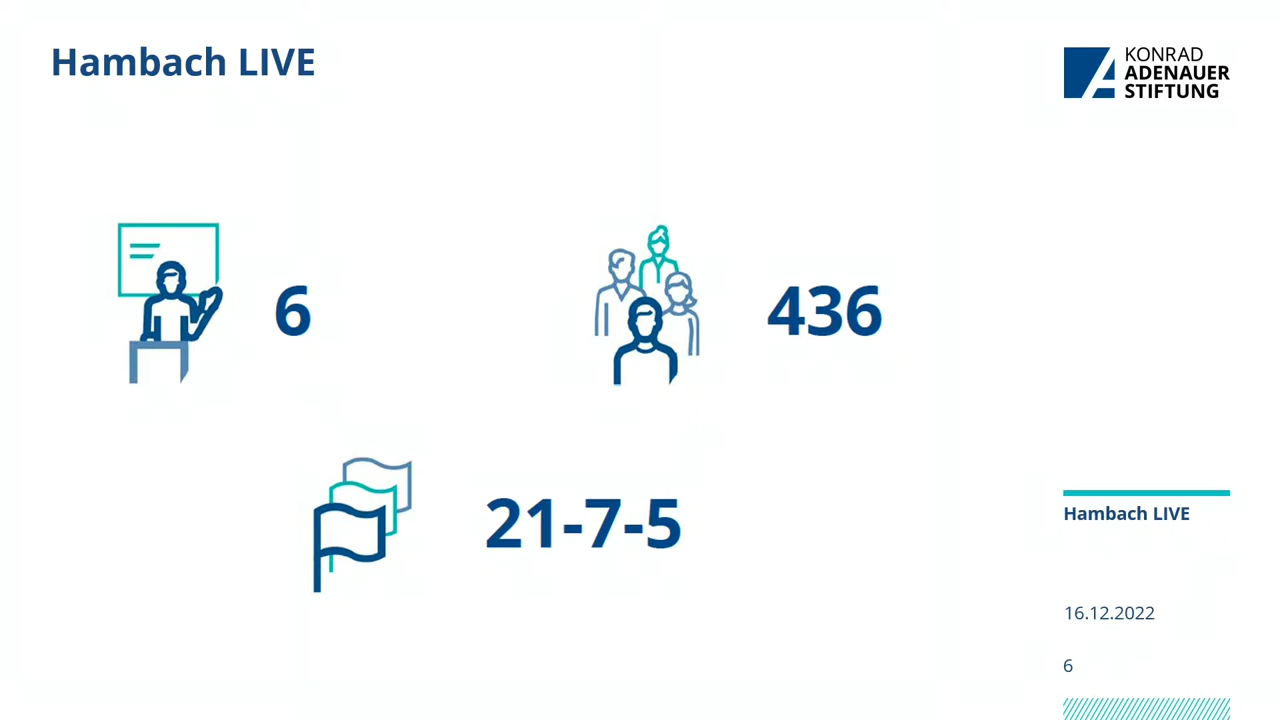 Hambach LIVE
KONRAD
ADENAUER
STIFTUNG
6
436
21-7-5
Hambach LIVE
16.12.2022
6